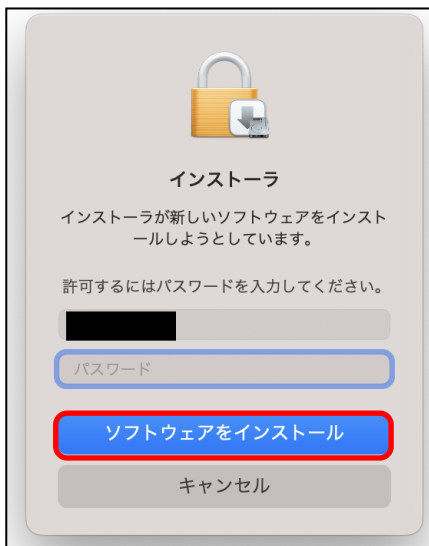 インストーラ
インストーラが新しいソフトウェアをインスト
ールしようとしています。
許可するにはパスワードを入力してください。
パスワード
ソフトウェアをインストール
キャンセル